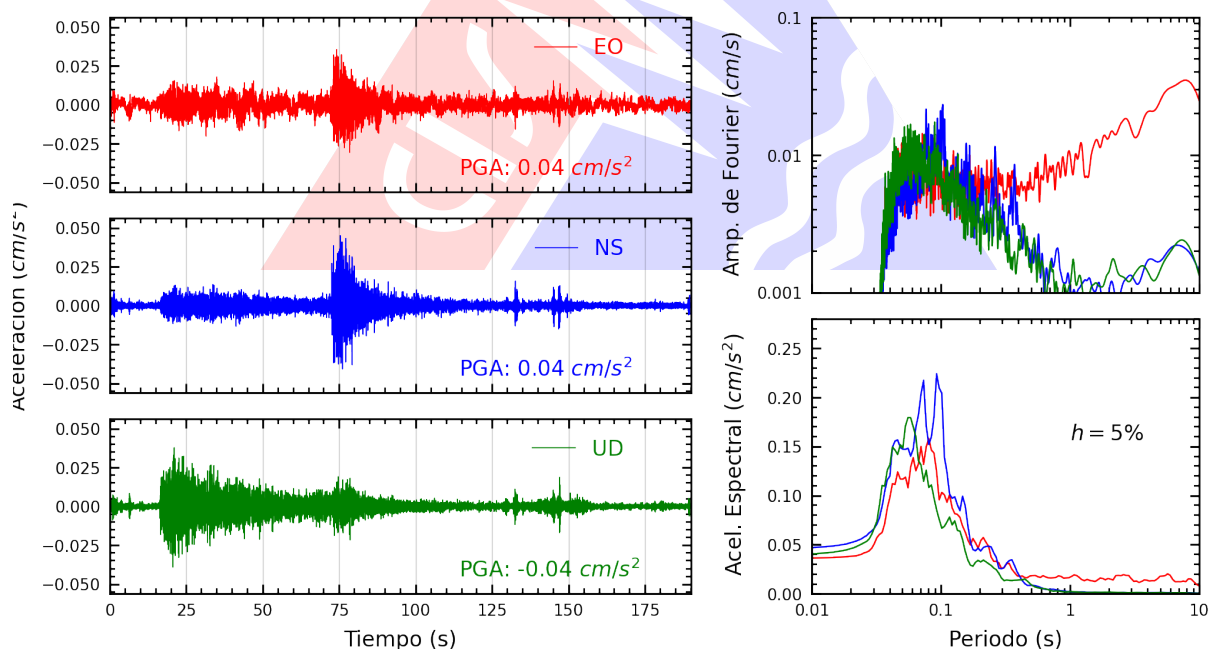 Aceleracion (cm/s²)
0.050
0.025
0.000
−0.025
−0.050
EO
PGA: 0.04 cm/s²
0.050
0.025
0.000
−0.025
−0.050
NS
PGA: 0.04 cm/s²
0.050
0.025
0.000
−0.025
−0.050
UD
PGA: -0.04 cm/s²
0 25 50 75 100 125 150 175
Tiempo (s)
Amp. de Fourier (cm/s)
0.1
0.01
0.001
Acel. Espectral (cm/s²)
0.25
0.20
0.15
0.10
0.05
0.00
h = 5%
0.01 0.1 1 10
Periodo (s)